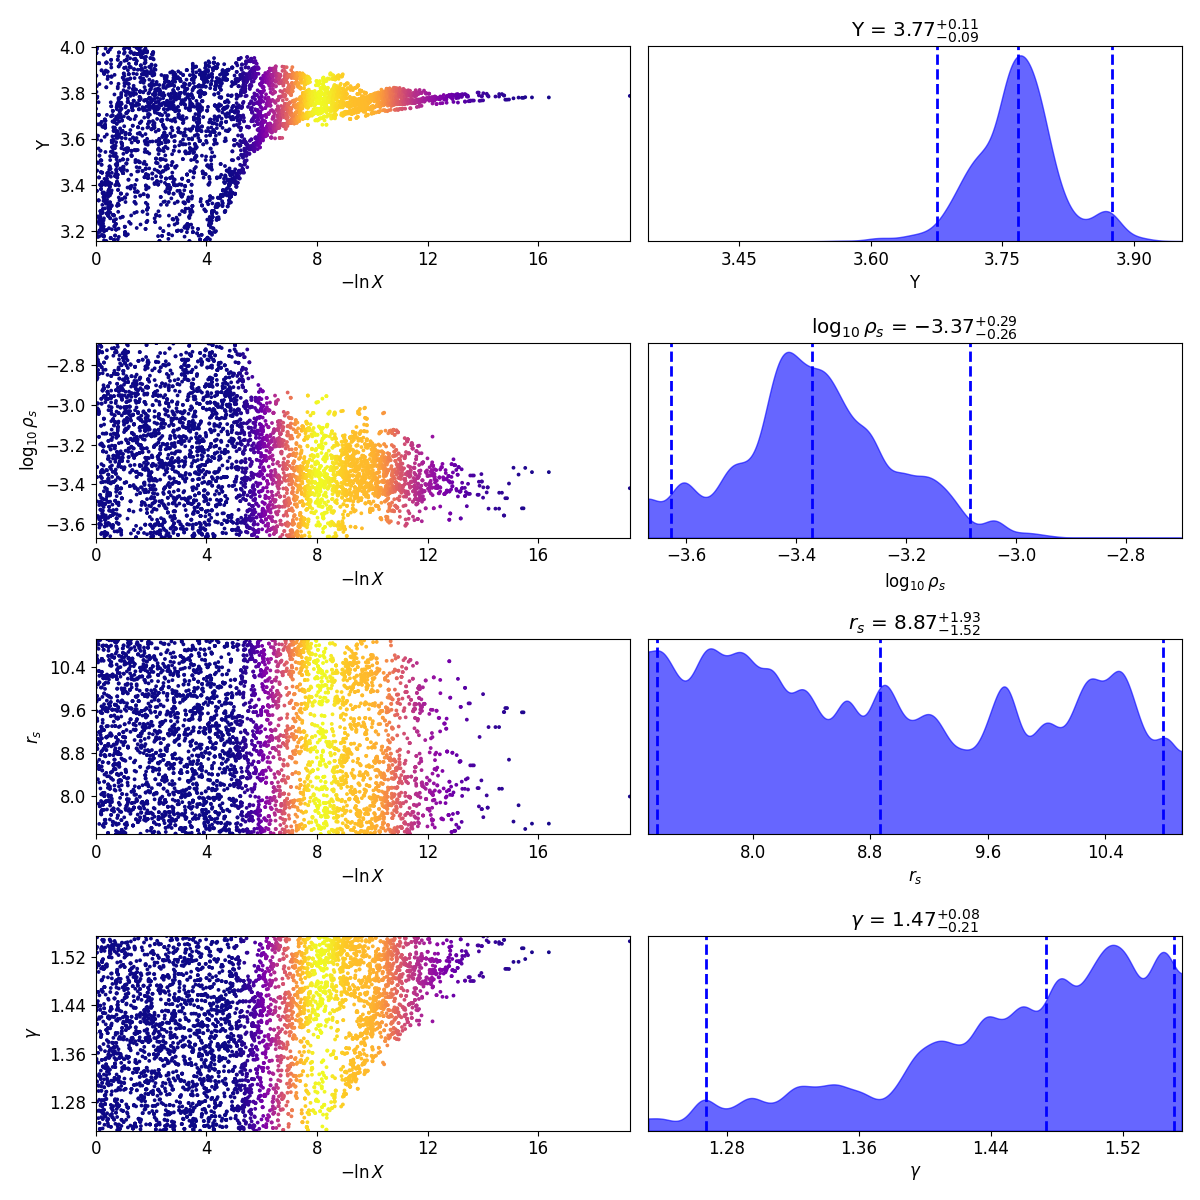 Y = 3.77^{+0.11}_{-0.09}
4.0
3.8
3.6
3.4
3.2
Y
0 4 8 12 16
3.45 3.60 3.75 3.90
−ln X
Y
log₁₀ ρₛ = −3.37^{+0.29}_{-0.26}
−2.8
−3.0
−3.2
−3.4
−3.6
log₁₀ ρₛ
0 4 8 12 16
−3.6 −3.4 −3.2 −3.0 −2.8
−ln X
log₁₀ ρₛ
rₛ = 8.87^{+1.93}_{-1.52}
10.4
9.6
8.8
8.0
rₛ
0 4 8 12 16
8.0 8.8 9.6 10.4
−ln X
rₛ
γ = 1.47^{+0.08}_{-0.21}
1.52
1.44
1.36
1.28
γ
0 4 8 12 16
1.28 1.36 1.44 1.52
−ln X
γ